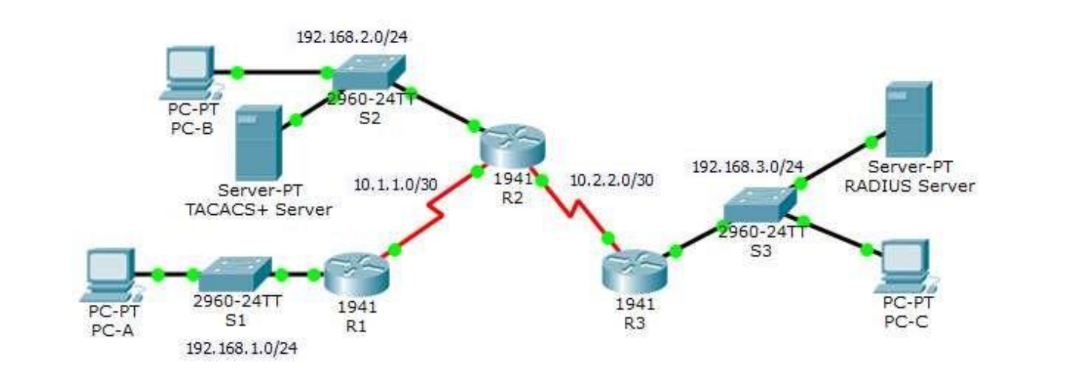 192.168.2.0/24
PC-PT
PC-B
2960-24TT
S2
Server-PT
TACACS+ Server
10.1.1.0/30
1941
R2
10.2.2.0/30
192.168.3.0/24
Server-PT
RADIUS Server
2960-24TT
S3
PC-PT
PC-A
2960-24TT
S1
192.168.1.0/24
1941
R1
1941
R3
PC-PT
PC-C